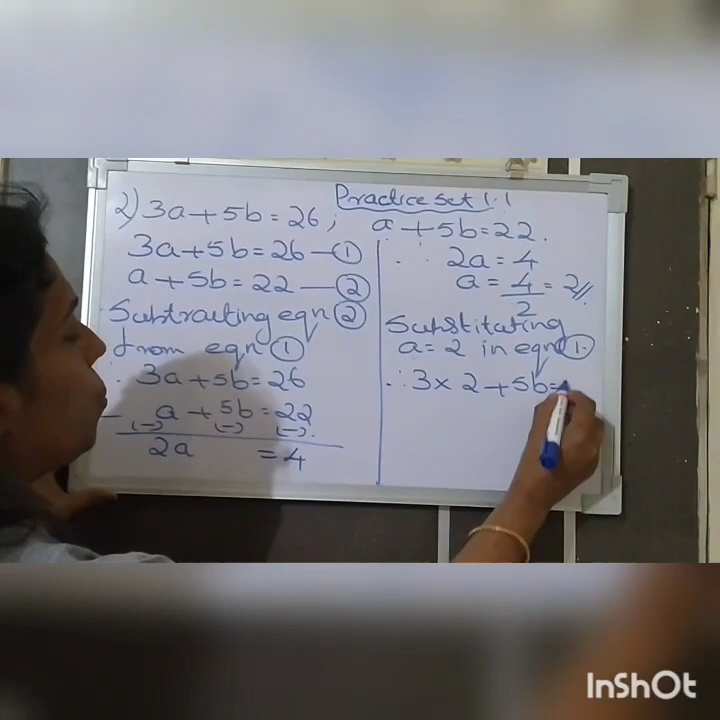 Practice set 1.1
2) 3a + 5b = 26; a + 5b = 22.
3a + 5b = 26 — ①
a + 5b = 22 — ②
Subtracting eqn ②
from eqn ①
∴ 3a + 5b = 26
- a + 5b = 22
(-) (-) (-).
2a = 4
∴ 2a = 4
a = 4/2 = 2//
Substitating
a = 2 in eqn ①.
∴ 3 × 2 + 5b =
InShOt